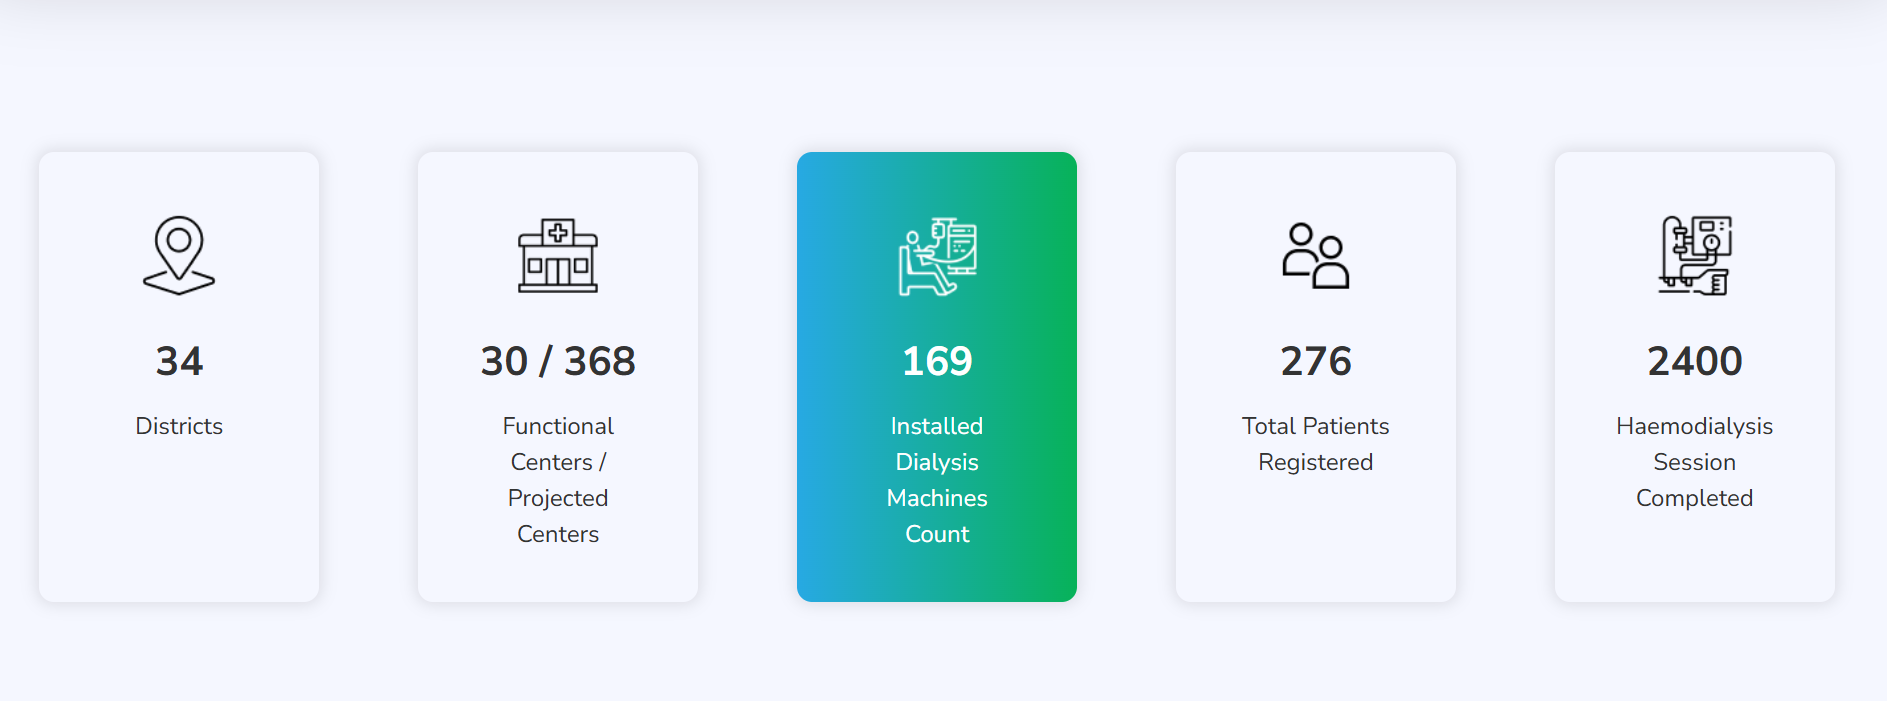 34
Districts
30 / 368
Functional
Centers /
Projected
Centers
169
Installed
Dialysis
Machines
Count
276
Total Patients
Registered
2400
Haemodialysis
Session
Completed